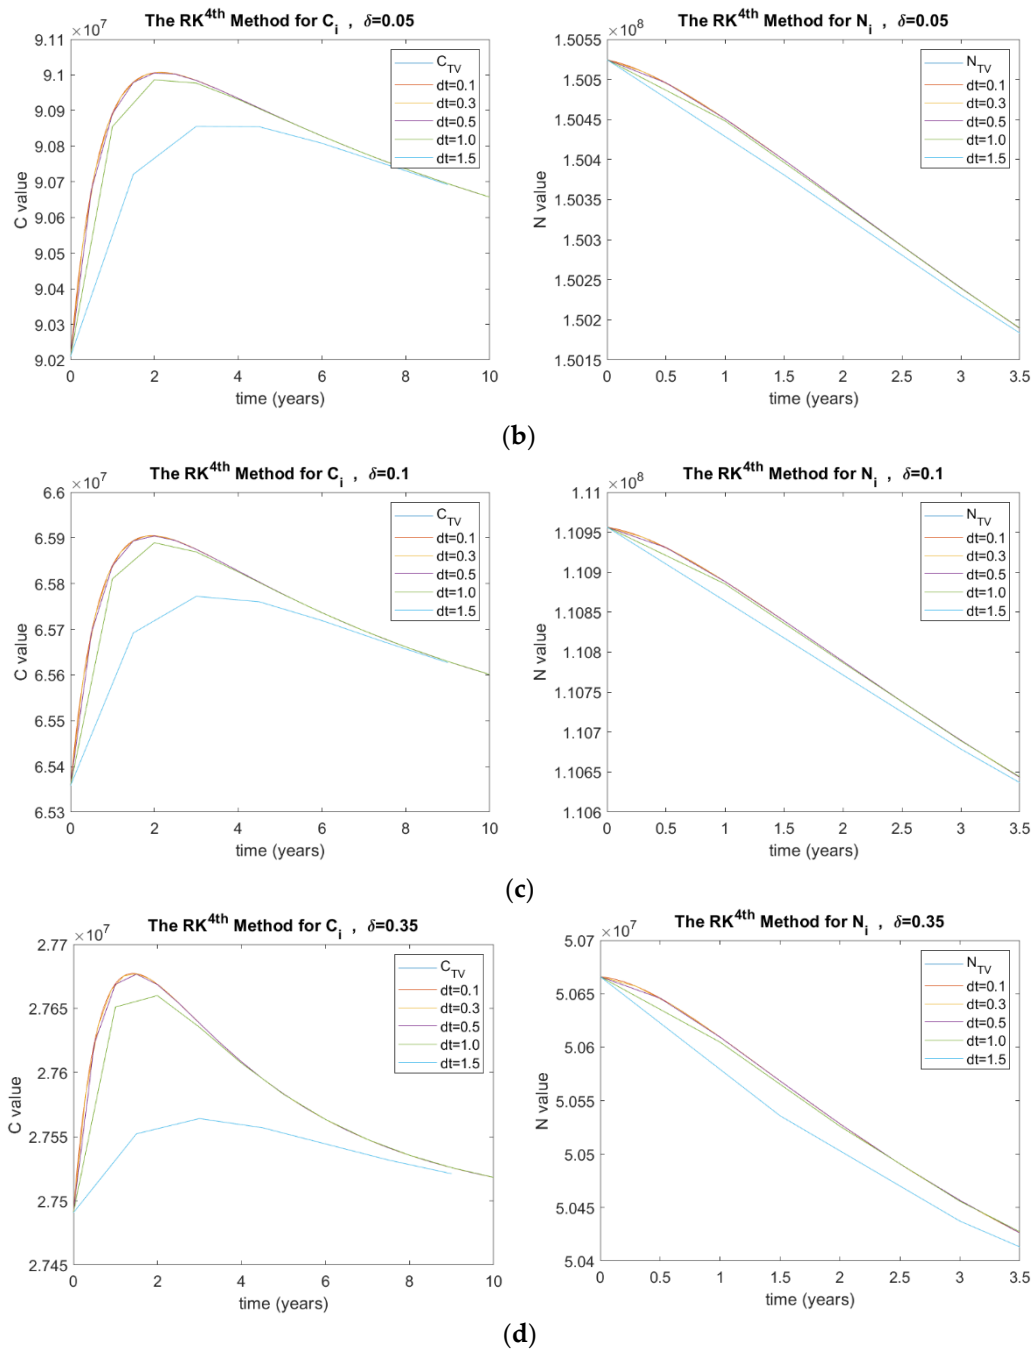 The RK4th Method for Ci , δ=0.05
×10^7
9.11
9.1
9.09
9.08
9.07
9.06
9.05
9.04
9.03
9.02
C value
0 2 4 6 8 10
time (years)
CTV
dt=0.1
dt=0.3
dt=0.5
dt=1.0
dt=1.5
The RK4th Method for Ni , δ=0.05
×10^8
1.5055
1.505
1.5045
1.504
1.5035
1.503
1.5025
1.502
1.5015
N value
0 0.5 1 1.5 2 2.5 3 3.5
time (years)
NTV
dt=0.1
dt=0.3
dt=0.5
dt=1.0
dt=1.5
(b)
The RK4th Method for Ci , δ=0.1
×10^7
6.6
6.59
6.58
6.57
6.56
6.55
6.54
6.53
C value
0 2 4 6 8 10
time (years)
CTV
dt=0.1
dt=0.3
dt=0.5
dt=1.0
dt=1.5
The RK4th Method for Ni , δ=0.1
×10^8
1.11
1.1095
1.109
1.1085
1.108
1.1075
1.107
1.1065
1.106
N value
0 0.5 1 1.5 2 2.5 3 3.5
time (years)
NTV
dt=0.1
dt=0.3
dt=0.5
dt=1.0
dt=1.5
(c)
The RK4th Method for Ci , δ=0.35
×10^7
2.77
2.765
2.76
2.755
2.75
2.745
C value
0 2 4 6 8 10
time (years)
CTV
dt=0.1
dt=0.3
dt=0.5
dt=1.0
dt=1.5
The RK4th Method for Ni , δ=0.35
×10^7
5.07
5.065
5.06
5.055
5.05
5.045
5.04
N value
0 0.5 1 1.5 2 2.5 3 3.5
time (years)
NTV
dt=0.1
dt=0.3
dt=0.5
dt=1.0
dt=1.5
(d)